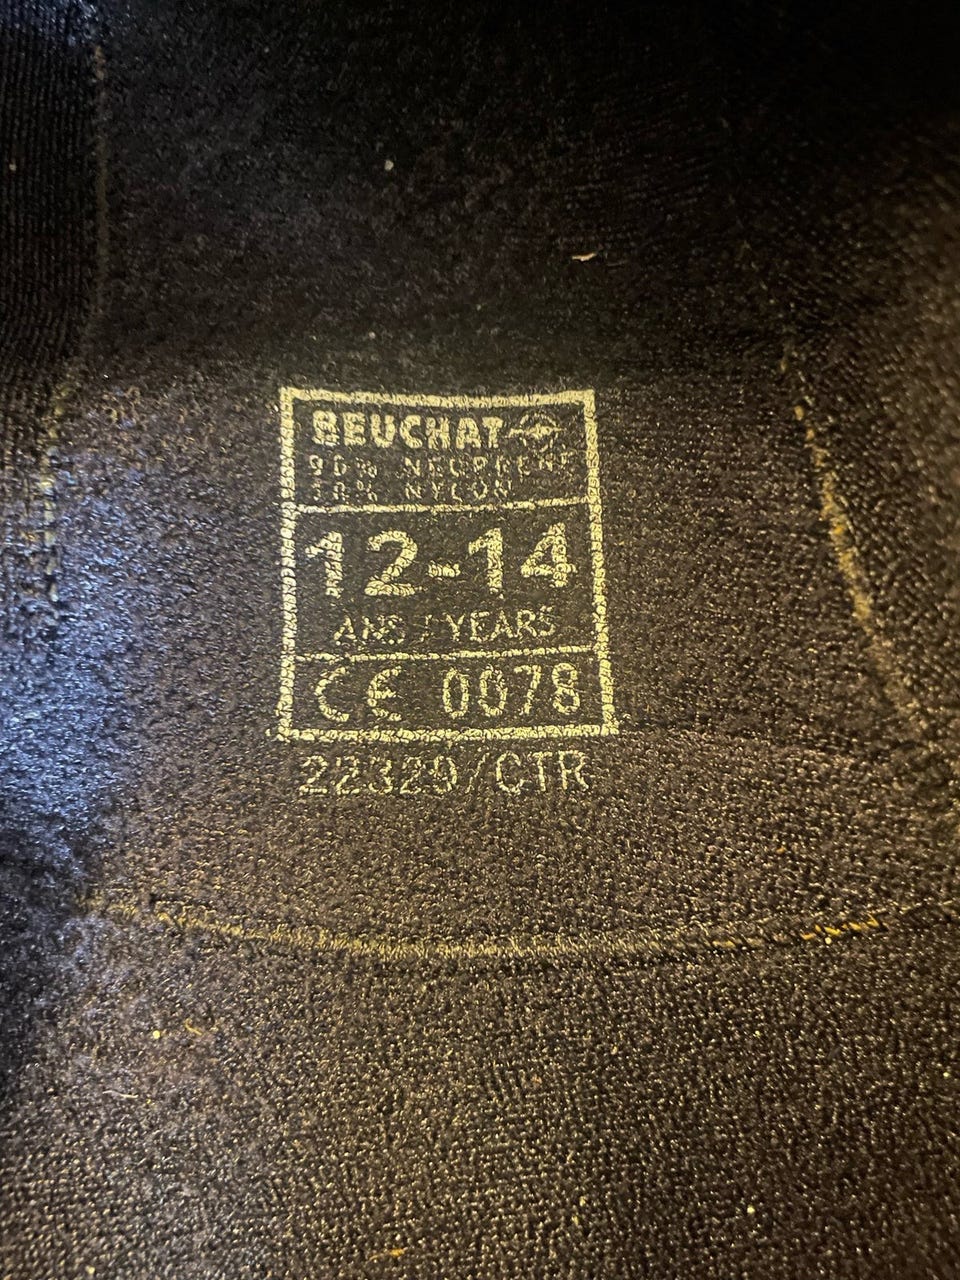 BEUCHAT
90% NEOPRENE
10% NYLON
12-14
ANS / YEARS
CE 0078
22329/CTR